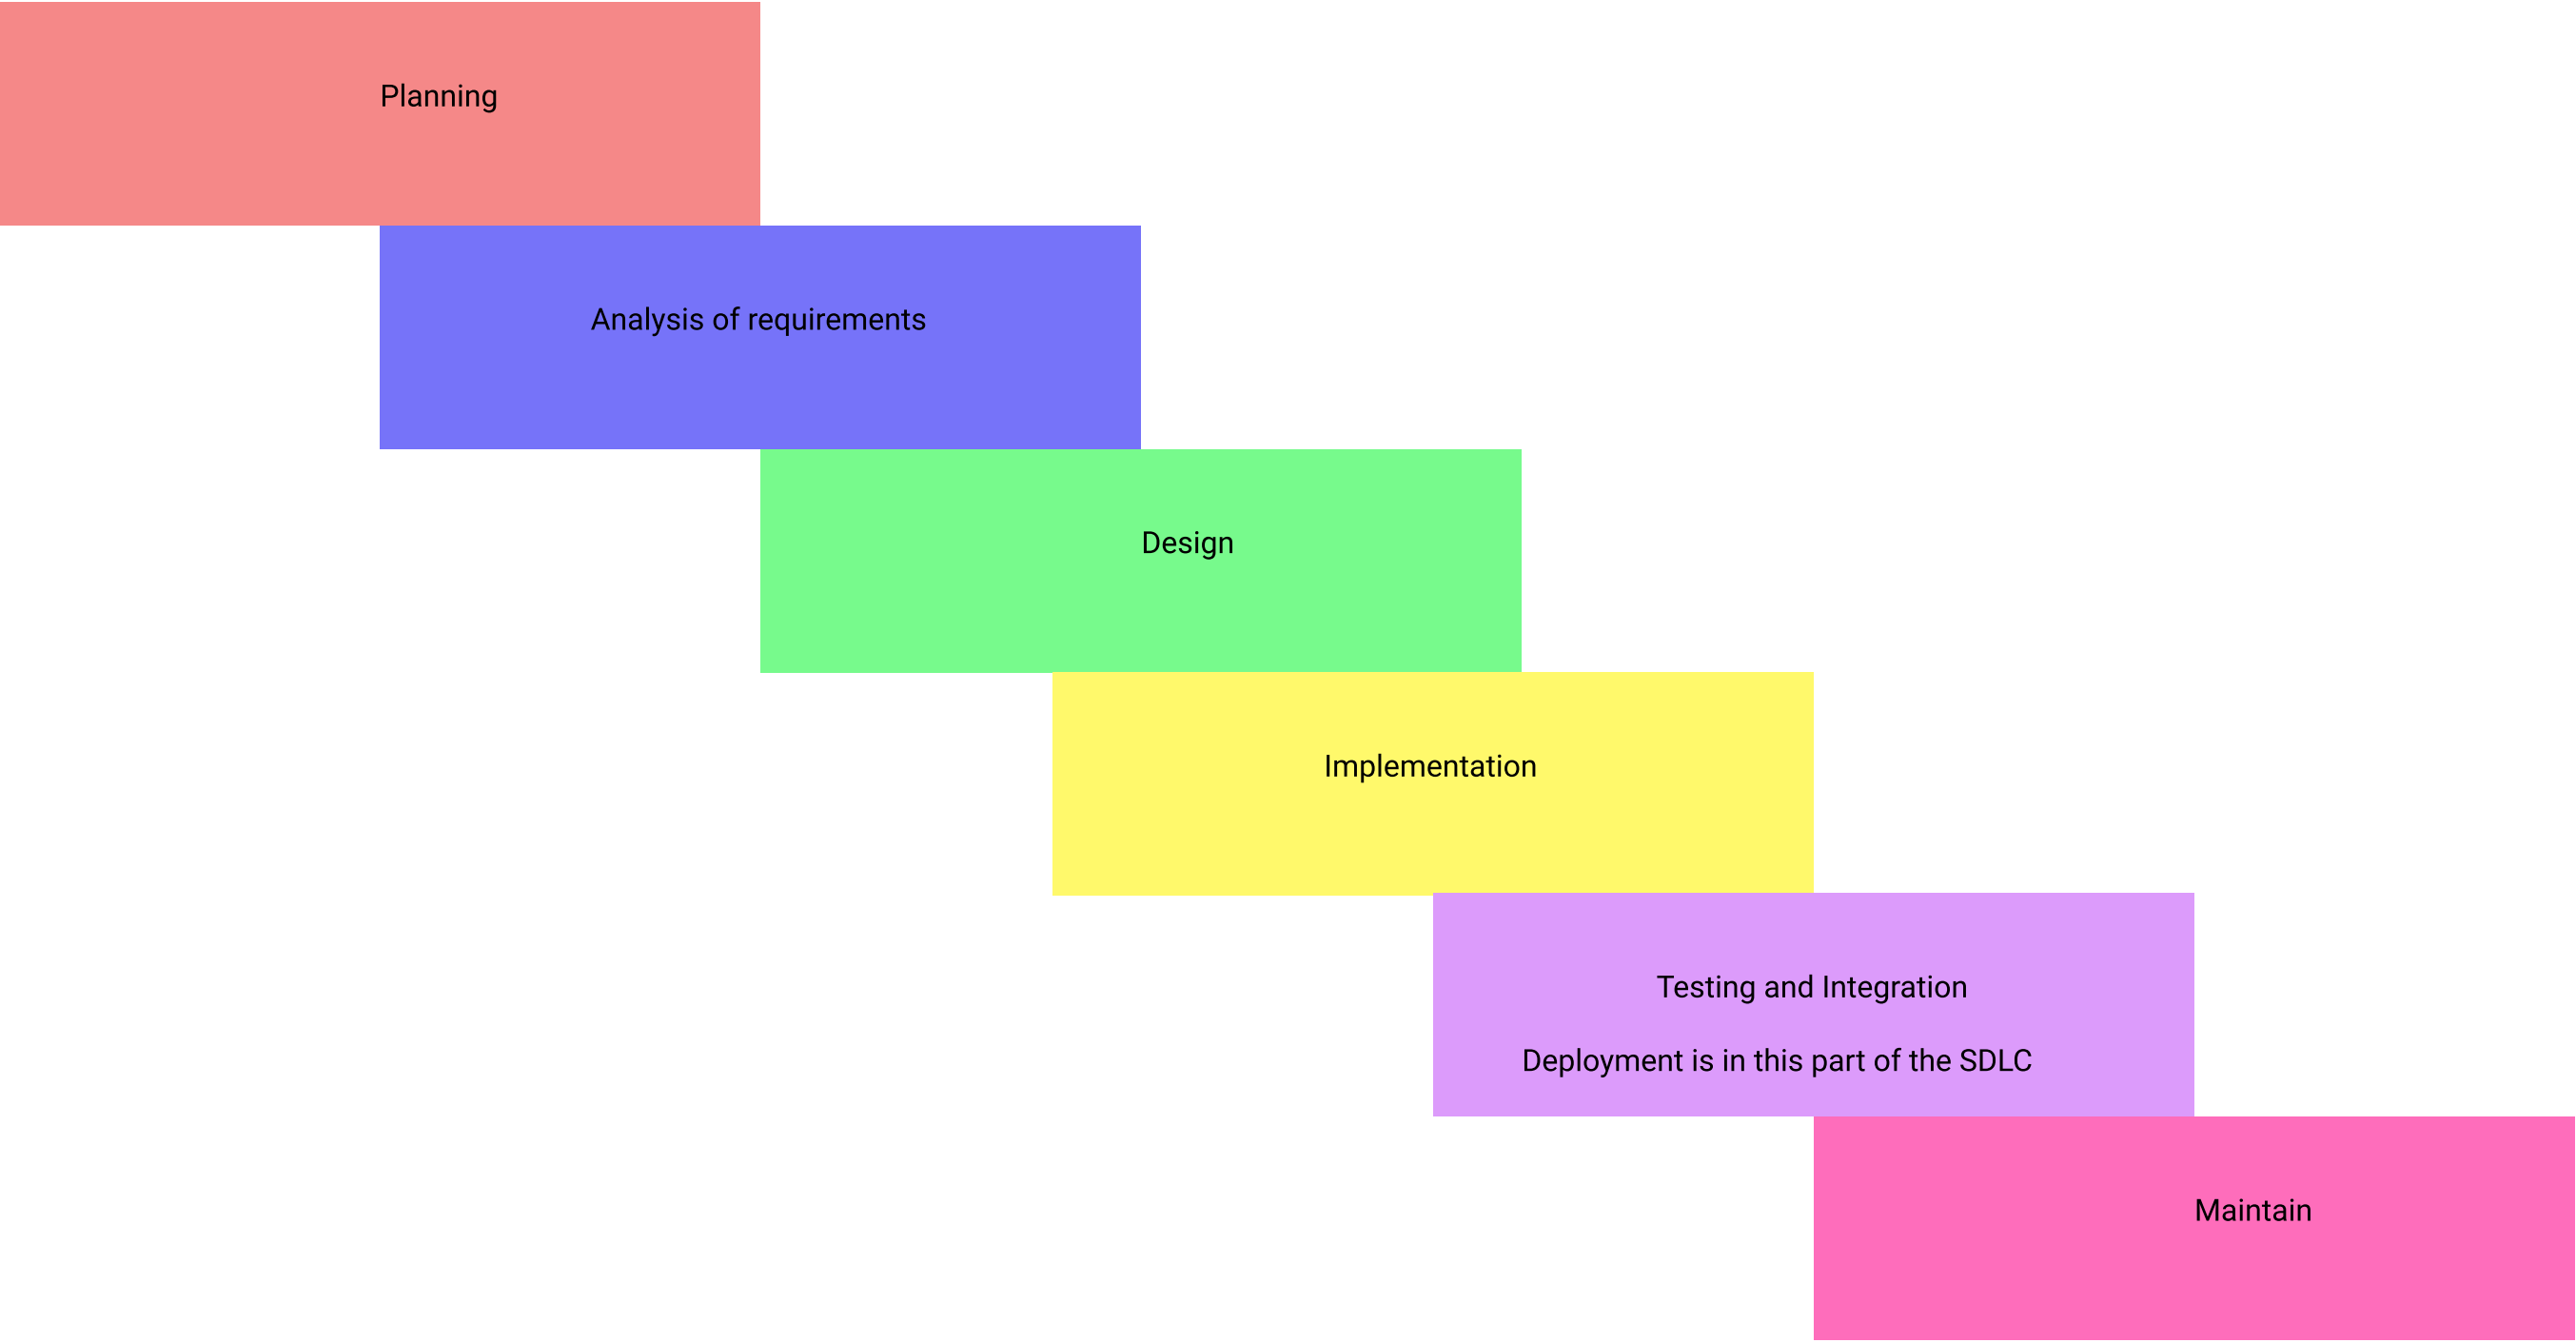 Planning
Analysis of requirements
Design
Implementation
Testing and Integration
Deployment is in this part of the SDLC
Maintain